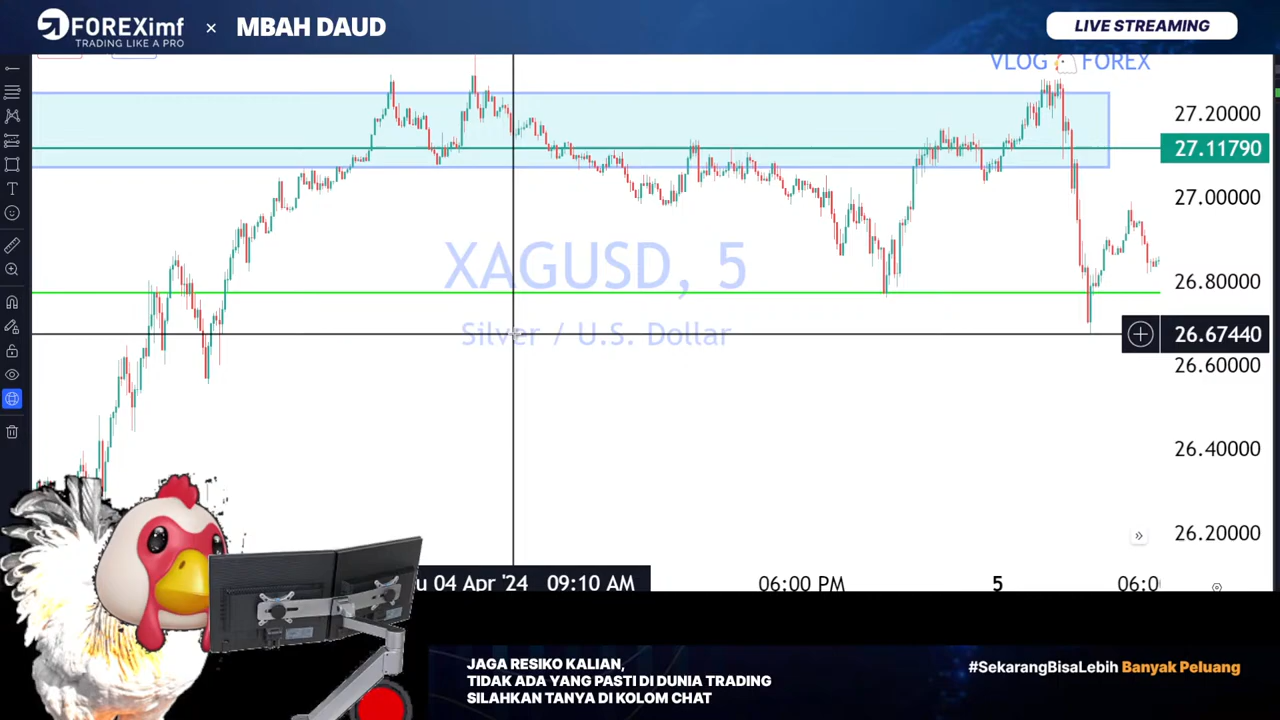 FOREXimf
TRADING LIKE A PRO
×
MBAH DAUD
LIVE STREAMING
VLOG FOREX
27.20000
27.11790
27.00000
XAGUSD, 5
26.80000
Silver / U.S. Dollar
26.67440
26.60000
26.40000
26.20000
u 04 Apr '24 09:10 AM
06:00 PM
5
06:0
JAGA RESIKO KALIAN,
TIDAK ADA YANG PASTI DI DUNIA TRADING
SILAHKAN TANYA DI KOLOM CHAT
#SekarangBisaLebih Banyak Peluang